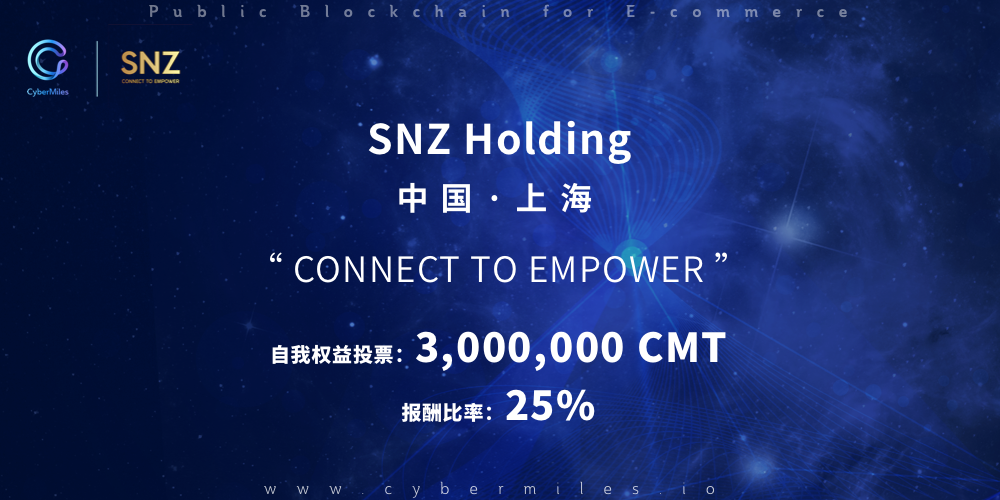 Public Blockchain for E-commerce
CyberMiles
SNZ
CONNECT TO EMPOWER
SNZ Holding
中国·上海
“ CONNECT TO EMPOWER ”
自我权益投票：3,000,000 CMT
报酬比率：25%
www.cybermiles.io